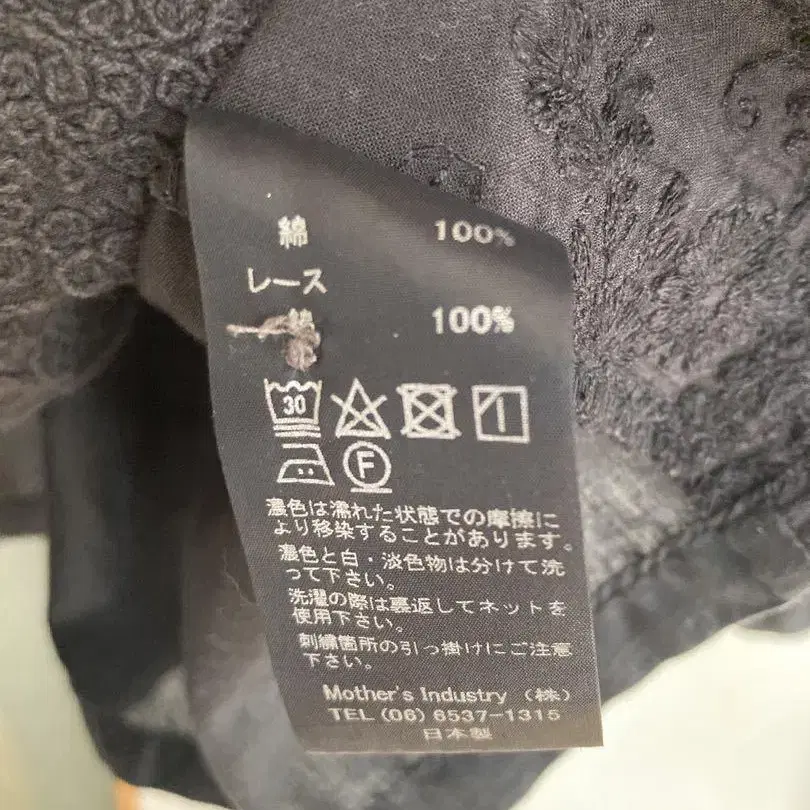 綿 100%
レース
綿 100%
30
F
濃色は濡れた状態での摩擦に
より移染することがあります。
濃色と白・淡色物は分けて洗
って下さい。
洗濯の際は裏返してネットを
使用下さい。
刺繍箇所の引っ掛けにご注意
下さい。
Mother's Industry (株)
TEL (06) 6537-1315
日本製